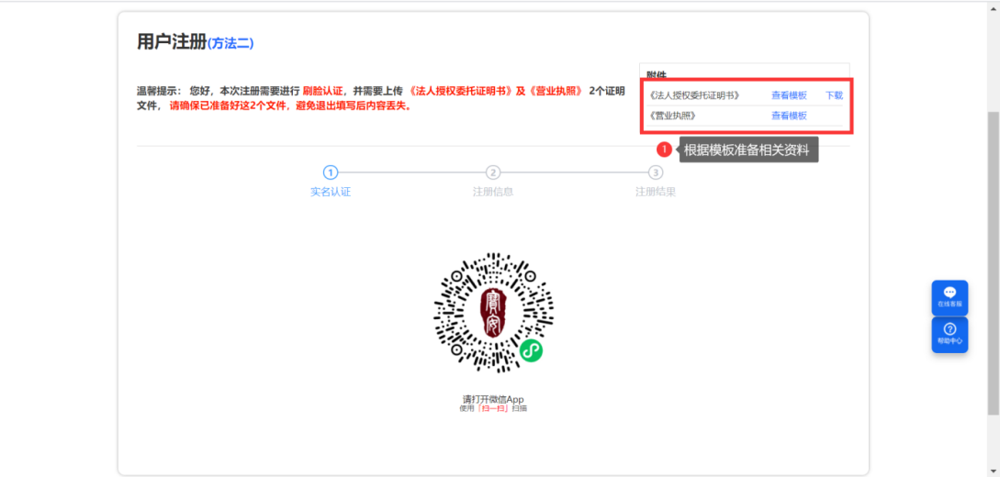 用户注册(方法二)
温馨提示： 您好，本次注册需要进行 刷脸认证，并需要上传 《法人授权委托证明书》及《营业执照》 2个证明
文件， 请确保已准备好这2个文件，避免退出填写后内容丢失。
附件
《法人授权委托证明书》 查看模板 下载
《营业执照》 查看模板
1 根据模板准备相关资料
1 2 3
实名认证 注册信息 注册结果
寶安
请打开微信App
使用「扫一扫」扫描
在线客服
帮助中心